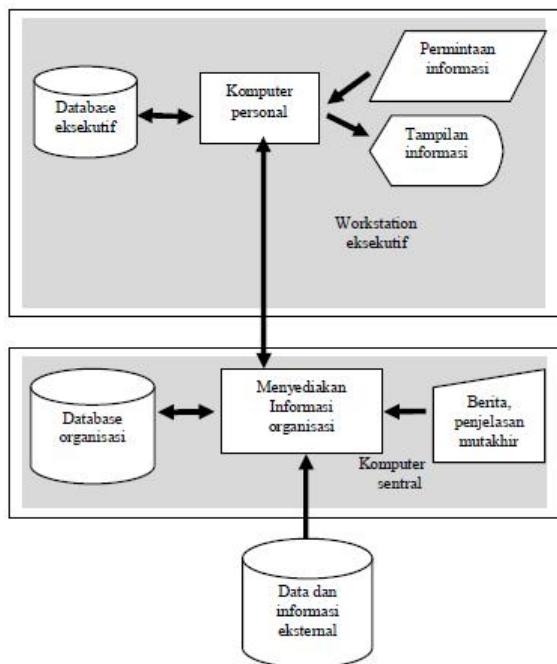 Permintaan
informasi
Komputer
personal
Database
eksekutif
Tampilan
informasi
Workstation
eksekutif
Menyediakan
Informasi
organisasi
Database
organisasi
Berita,
penjelasan
mutakhir
Komputer
sentral
Data dan
informasi
eksternal